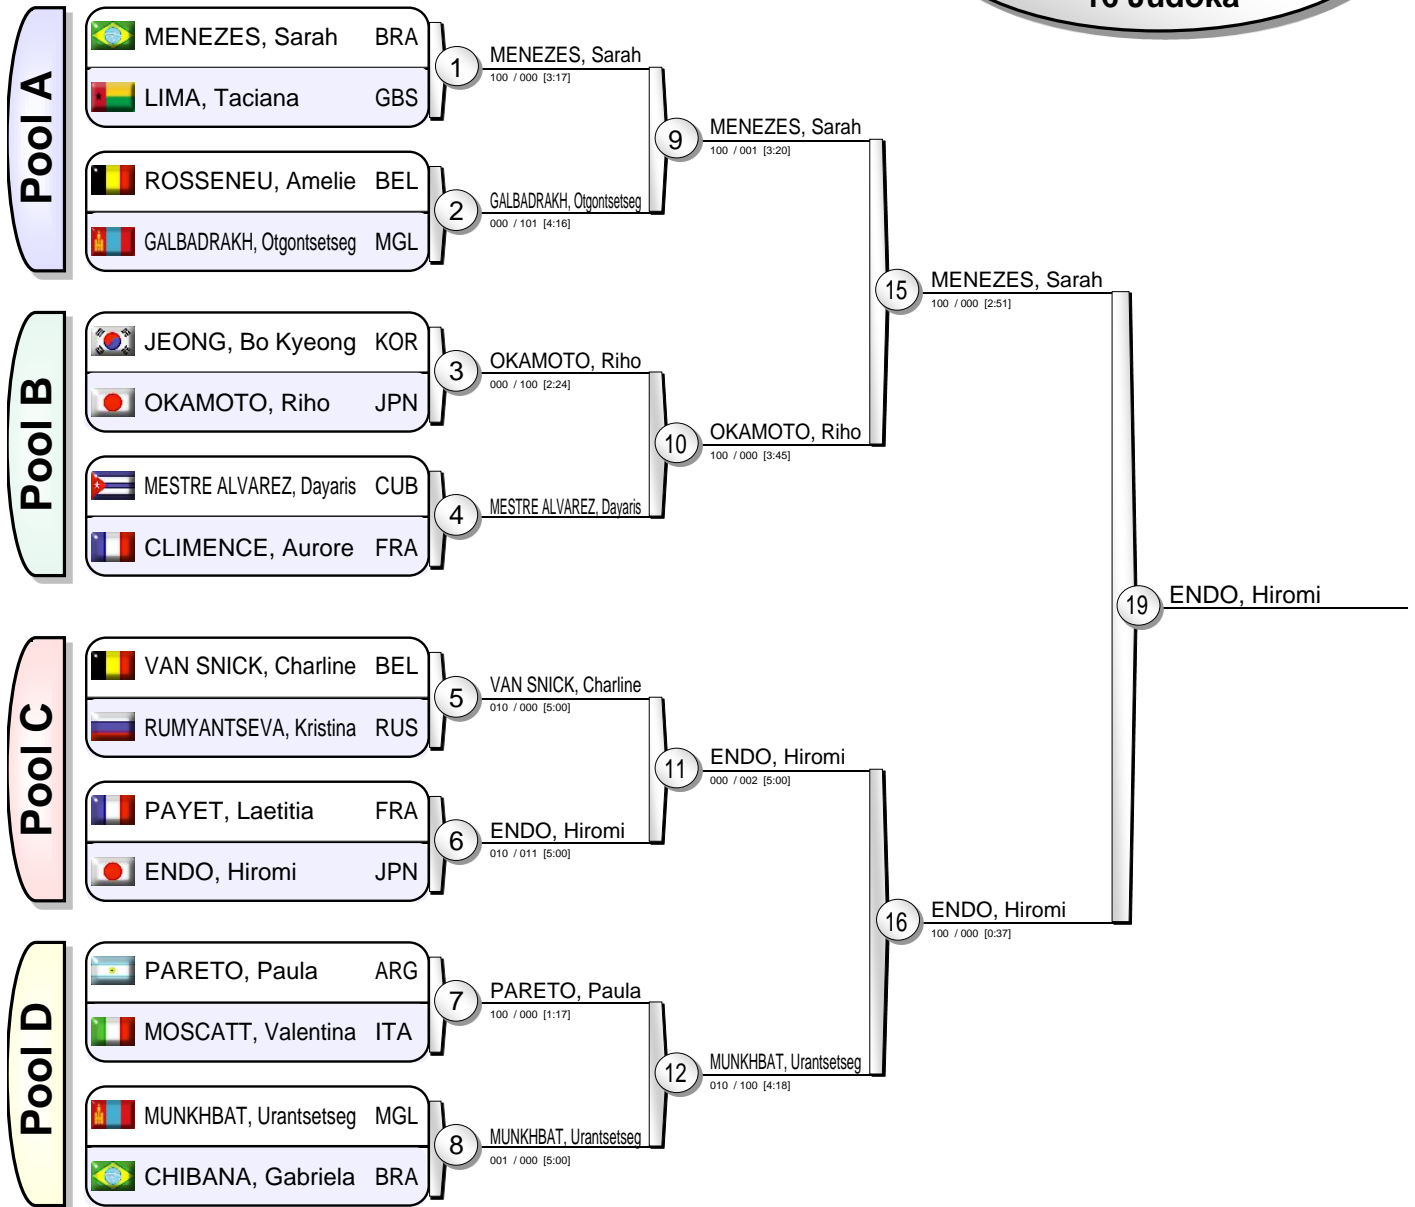 16 Judoka
Pool A
MENEZES, Sarah BRA
LIMA, Taciana GBS
ROSSENEU, Amelie BEL
GALBADRAKH, Otgontsetseg MGL
1
MENEZES, Sarah
100 / 000 [3:17]
2
GALBADRAKH, Otgontsetseg
000 / 101 [4:16]
9
MENEZES, Sarah
100 / 001 [3:20]
Pool B
JEONG, Bo Kyeong KOR
OKAMOTO, Riho JPN
MESTRE ALVAREZ, Dayaris CUB
CLIMENCE, Aurore FRA
3
OKAMOTO, Riho
000 / 100 [2:24]
4
MESTRE ALVAREZ, Dayaris
10
OKAMOTO, Riho
100 / 000 [3:45]
15
MENEZES, Sarah
100 / 000 [2:51]
Pool C
VAN SNICK, Charline BEL
RUMYANTSEVA, Kristina RUS
PAYET, Laetitia FRA
ENDO, Hiromi JPN
5
VAN SNICK, Charline
010 / 000 [5:00]
6
ENDO, Hiromi
010 / 011 [5:00]
11
ENDO, Hiromi
000 / 002 [5:00]
Pool D
PARETO, Paula ARG
MOSCATT, Valentina ITA
MUNKHBAT, Urantsetseg MGL
CHIBANA, Gabriela BRA
7
PARETO, Paula
100 / 000 [1:17]
8
MUNKHBAT, Urantsetseg
001 / 000 [5:00]
12
MUNKHBAT, Urantsetseg
010 / 100 [4:18]
16
ENDO, Hiromi
100 / 000 [0:37]
19
ENDO, Hiromi